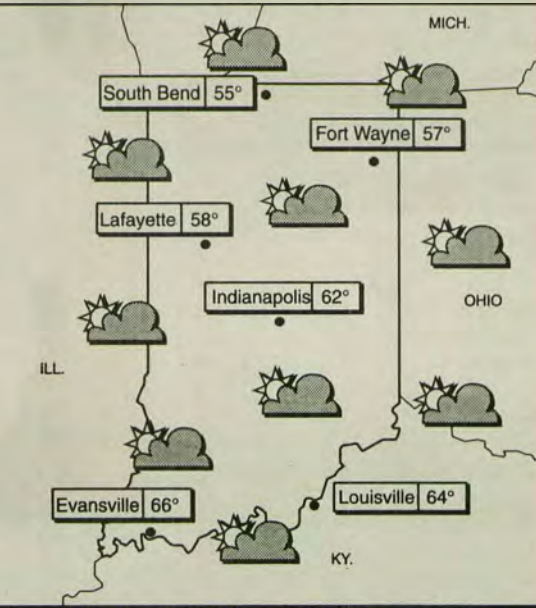 MICH.
South Bend 55°
Fort Wayne 57°
Lafayette 58°
Indianapolis 62°
OHIO
ILL.
Evansville 66°
Louisville 64°
KY.